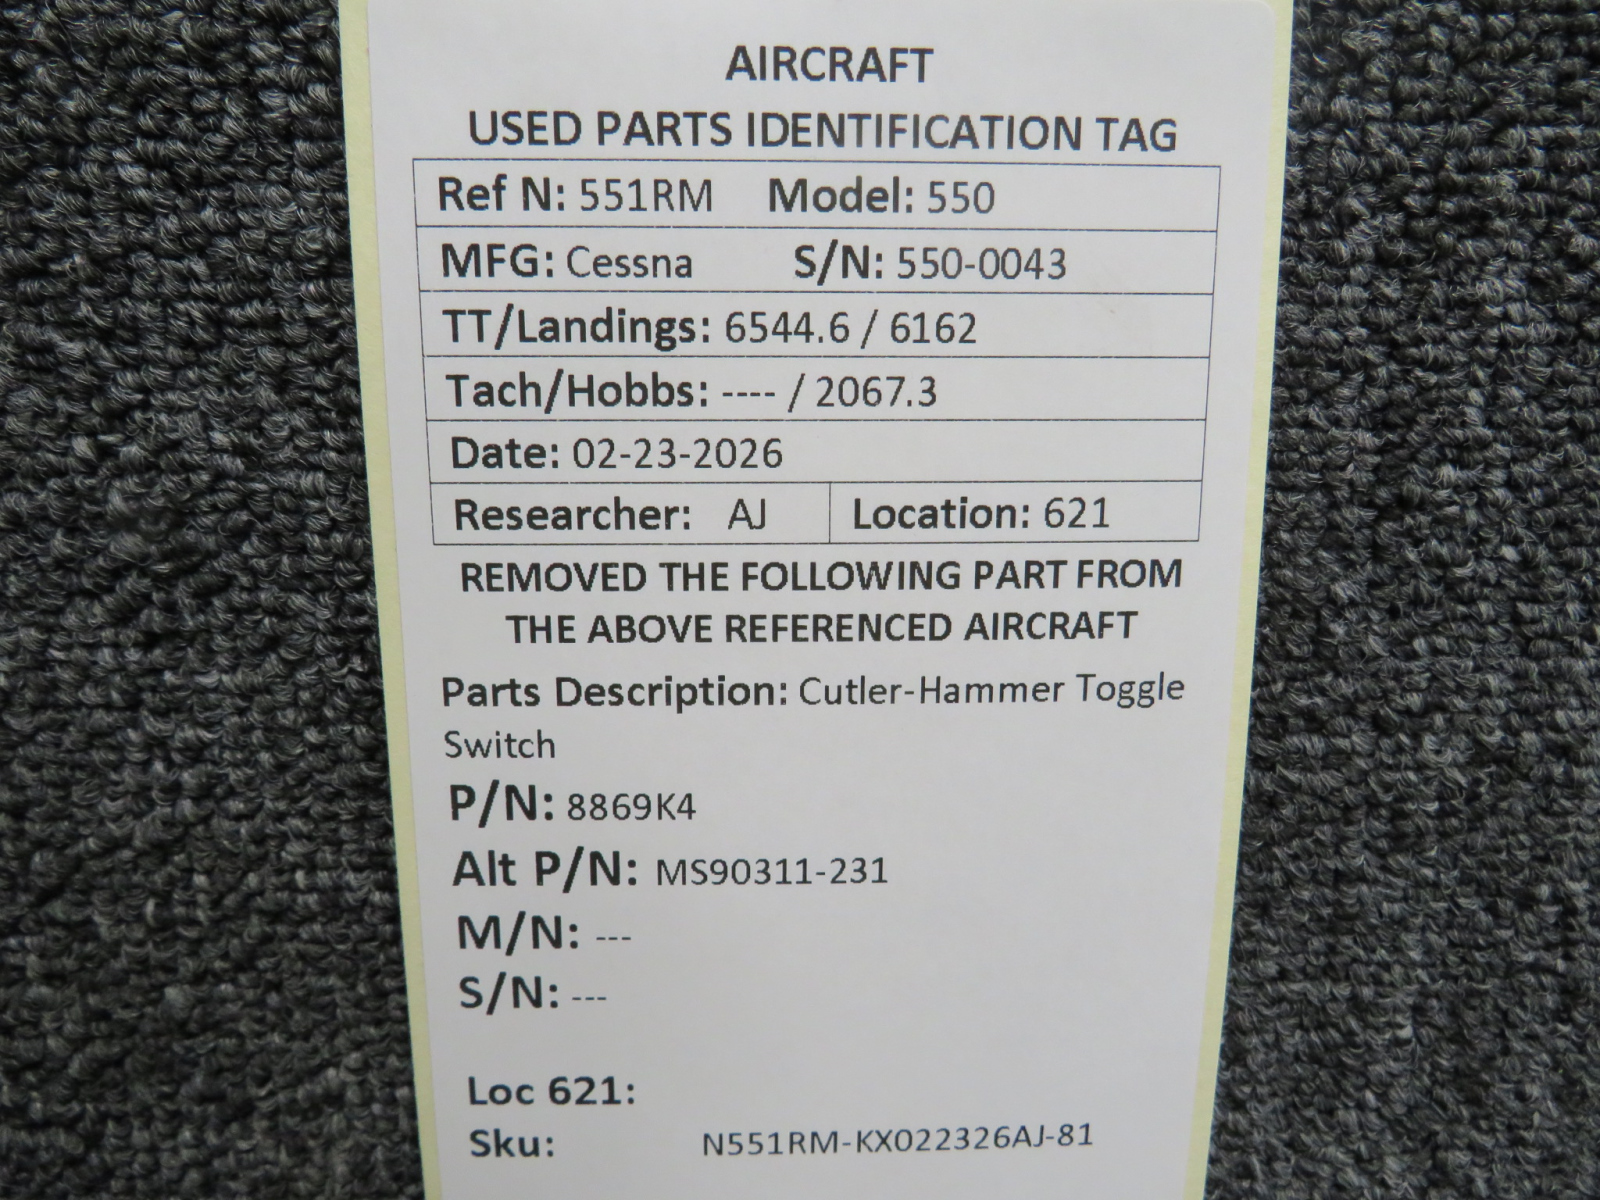 AIRCRAFT
USED PARTS IDENTIFICATION TAG
Ref N: 551RM Model: 550
MFG: Cessna S/N: 550-0043
TT/Landings: 6544.6 / 6162
Tach/Hobbs: ---- / 2067.3
Date: 02-23-2026
Researcher: AJ Location: 621
REMOVED THE FOLLOWING PART FROM
THE ABOVE REFERENCED AIRCRAFT
Parts Description: Cutler-Hammer Toggle
Switch
P/N: 8869K4
Alt P/N: MS90311-231
M/N: ---
S/N: ---
Loc 621:
Sku: N551RM-KX022326AJ-81